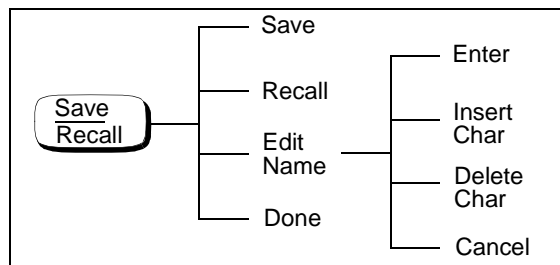 Save
Recall
Save
Recall
Edit
Name
Done
Enter
Insert
Char
Delete
Char
Cancel